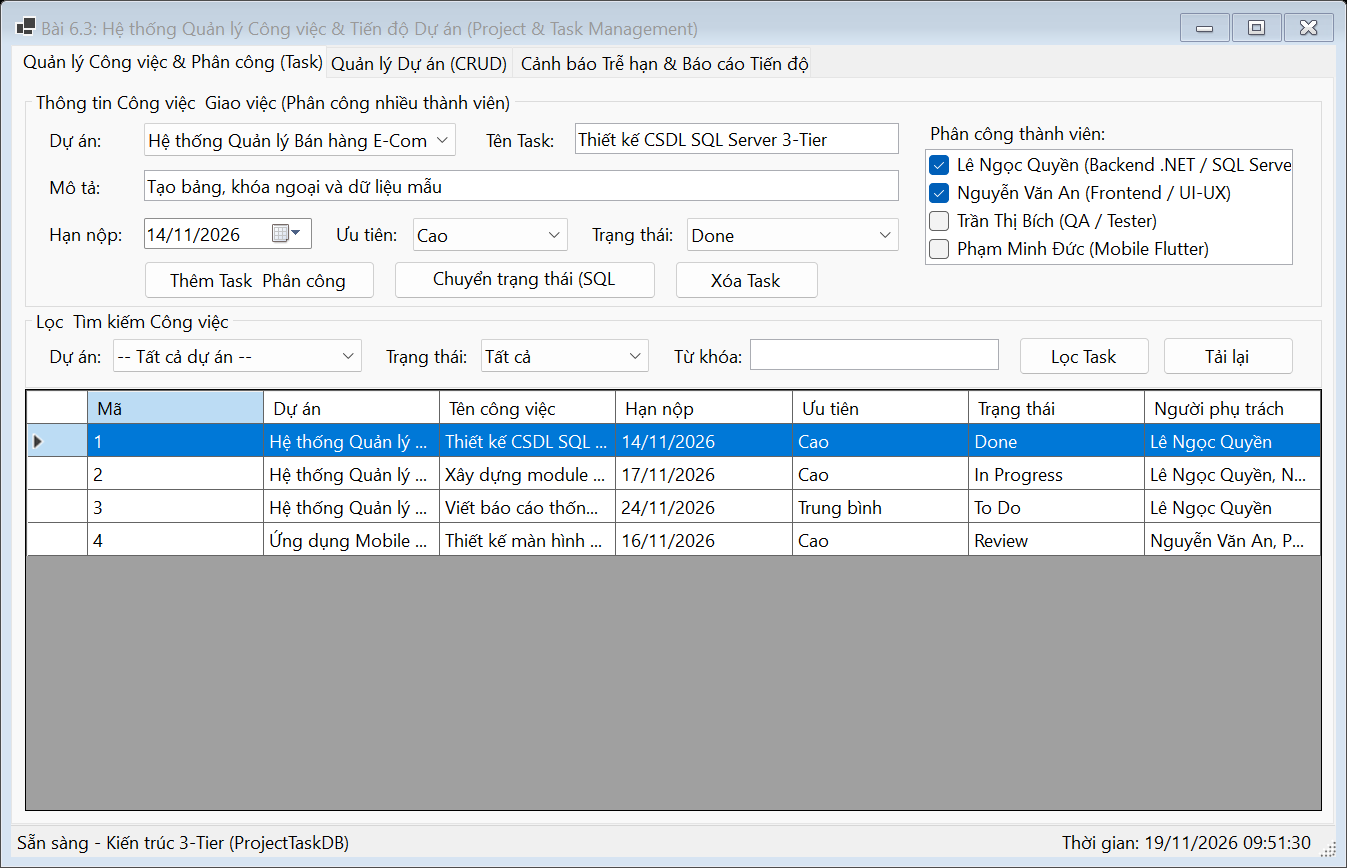 Bài 6.3: Hệ thống Quản lý Công việc & Tiến độ Dự án (Project & Task Management)
Quản lý Công việc & Phân công (Task) Quản lý Dự án (CRUD) Cảnh báo Trễ hạn & Báo cáo Tiến độ
Thông tin Công việc Giao việc (Phân công nhiều thành viên)
Dự án: Hệ thống Quản lý Bán hàng E-Com Tên Task: Thiết kế CSDL SQL Server 3-Tier
Mô tả: Tạo bảng, khóa ngoại và dữ liệu mẫu
Hạn nộp: 14/11/2026 Ưu tiên: Cao Trạng thái: Done
Thêm Task Phân công Chuyển trạng thái (SQL Xóa Task
Phân công thành viên:
Lê Ngọc Quyền (Backend .NET / SQL Serve
Nguyễn Văn An (Frontend / UI-UX)
Trần Thị Bích (QA / Tester)
Phạm Minh Đức (Mobile Flutter)
Lọc Tìm kiếm Công việc
Dự án: -- Tất cả dự án -- Trạng thái: Tất cả Từ khóa: Lọc Task Tải lại
Mã Dự án Tên công việc Hạn nộp Ưu tiên Trạng thái Người phụ trách
1 Hệ thống Quản lý ... Thiết kế CSDL SQL ... 14/11/2026 Cao Done Lê Ngọc Quyền
2 Hệ thống Quản lý ... Xây dựng module ... 17/11/2026 Cao In Progress Lê Ngọc Quyền, N...
3 Hệ thống Quản lý ... Viết báo cáo thốn... 24/11/2026 Trung bình To Do Lê Ngọc Quyền
4 Ứng dụng Mobile ... Thiết kế màn hình ... 16/11/2026 Cao Review Nguyễn Văn An, P...
Sẵn sàng - Kiến trúc 3-Tier (ProjectTaskDB) Thời gian: 19/11/2026 09:51:30